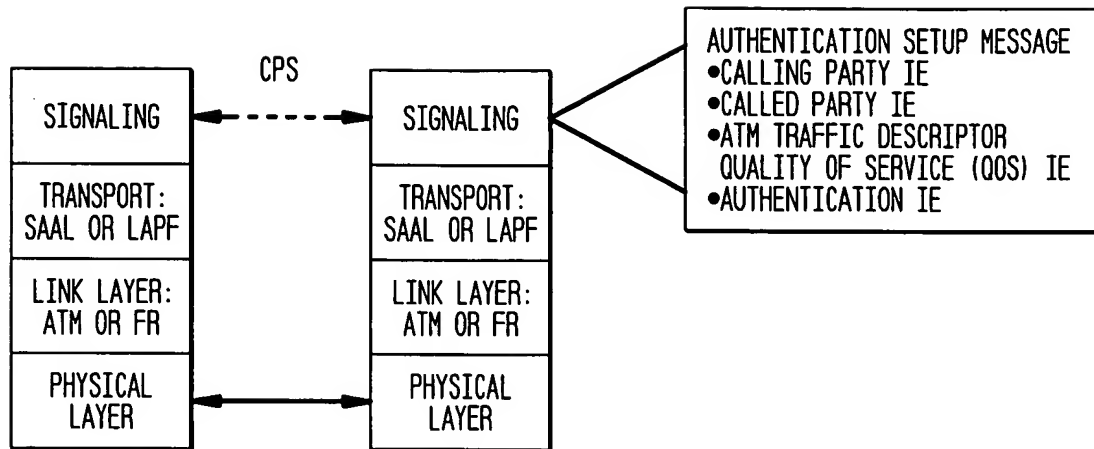 CPS
SIGNALING
TRANSPORT:
SAAL OR LAPF
LINK LAYER:
ATM OR FR
PHYSICAL
LAYER
SIGNALING
TRANSPORT:
SAAL OR LAPF
LINK LAYER:
ATM OR FR
PHYSICAL
LAYER
AUTHENTICATION SETUP MESSAGE
•CALLING PARTY IE
•CALLED PARTY IE
•ATM TRAFFIC DESCRIPTOR
QUALITY OF SERVICE (QOS) IE
•AUTHENTICATION IE